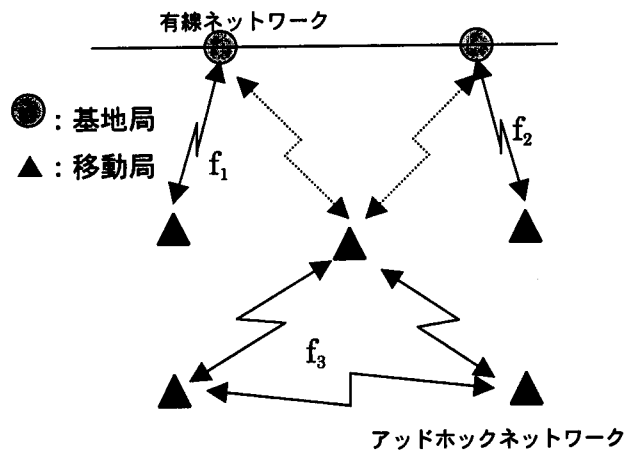 有線ネットワーク
：基地局
：移動局
f₁
f₂
f₃
アッドホックネットワーク